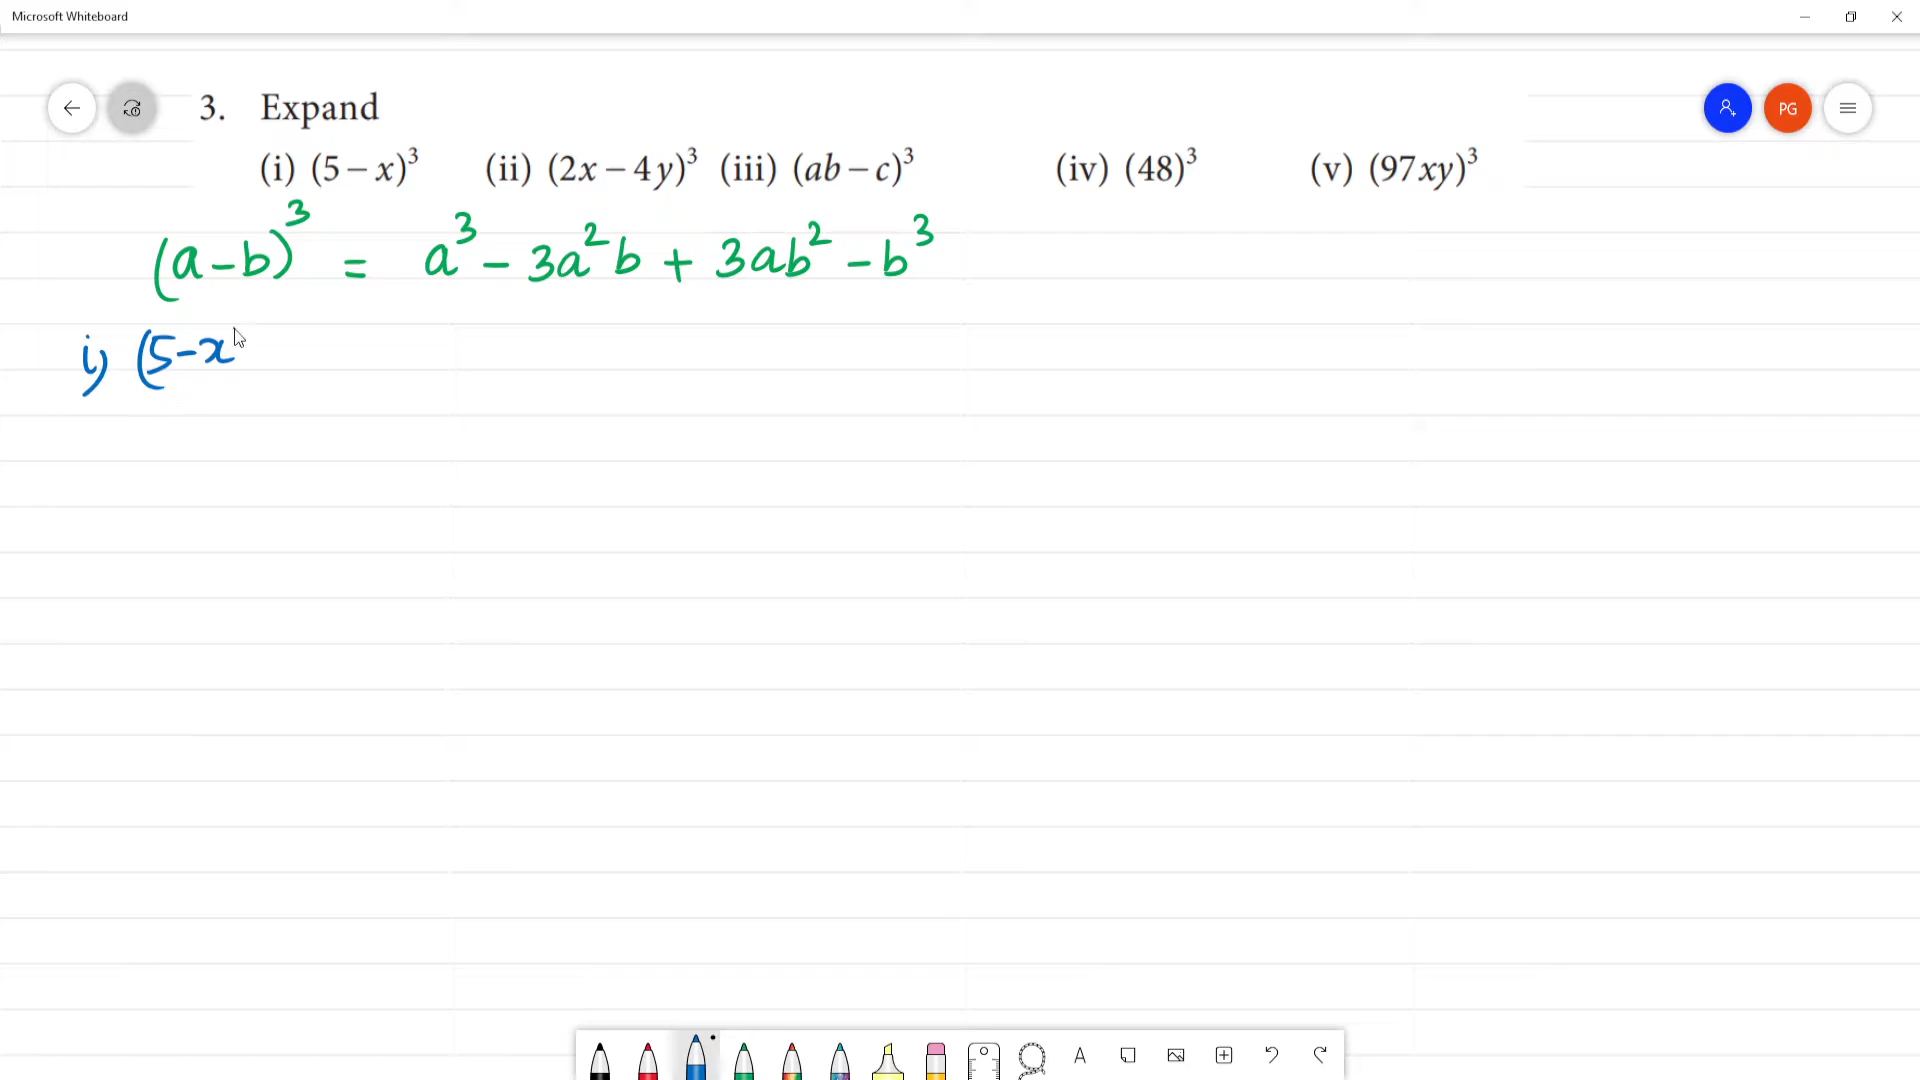 Microsoft Whiteboard
3. Expand
(i) (5 – x)³ (ii) (2x – 4y)³ (iii) (ab – c)³ (iv) (48)³ (v) (97xy)³
PG
(a-b)³ = a³ - 3a²b + 3ab² - b³
i) (5-x
A